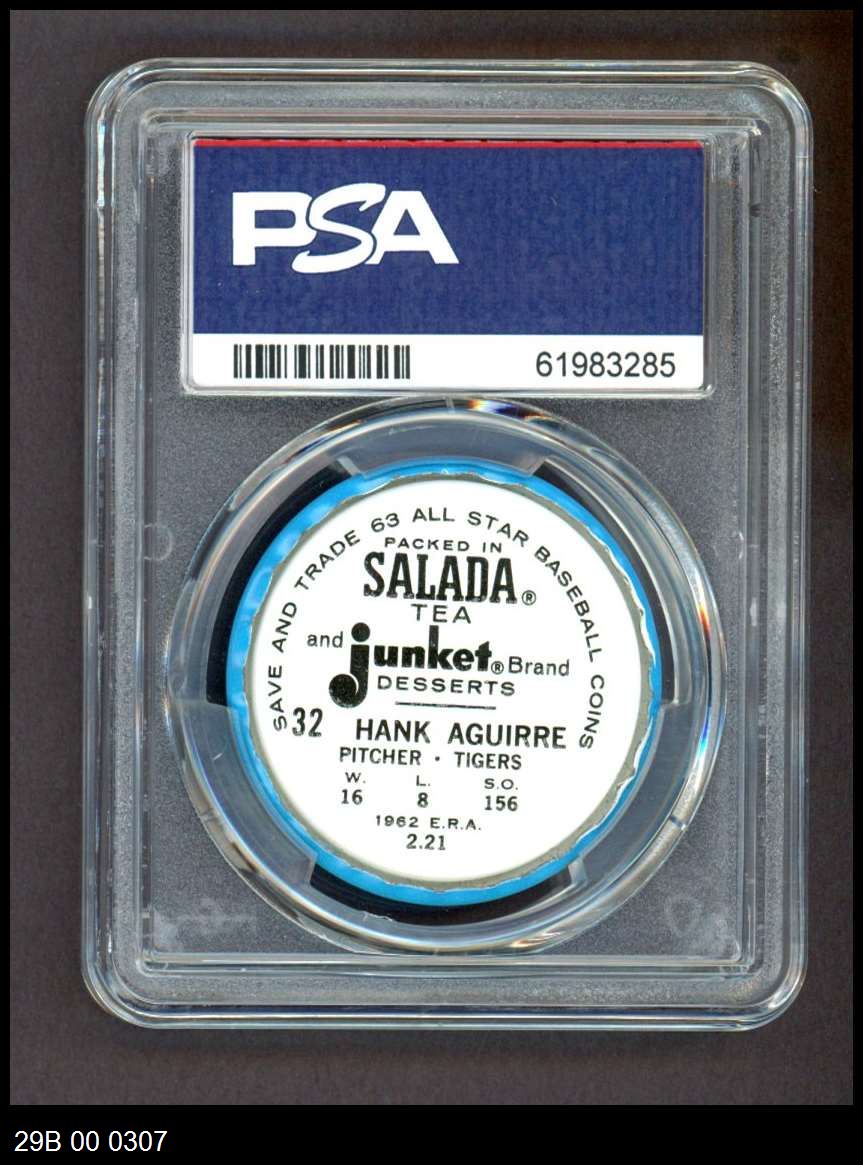 PSA
61983285
SAVE AND TRADE 63 ALL STAR BASEBALL COINS
PACKED IN
SALADA®
TEA
and junket® Brand
DESSERTS
32 HANK AGUIRRE
PITCHER · TIGERS
W. L. S.O.
16 8 156
1962 E.R.A.
2.21
29B 00 0307